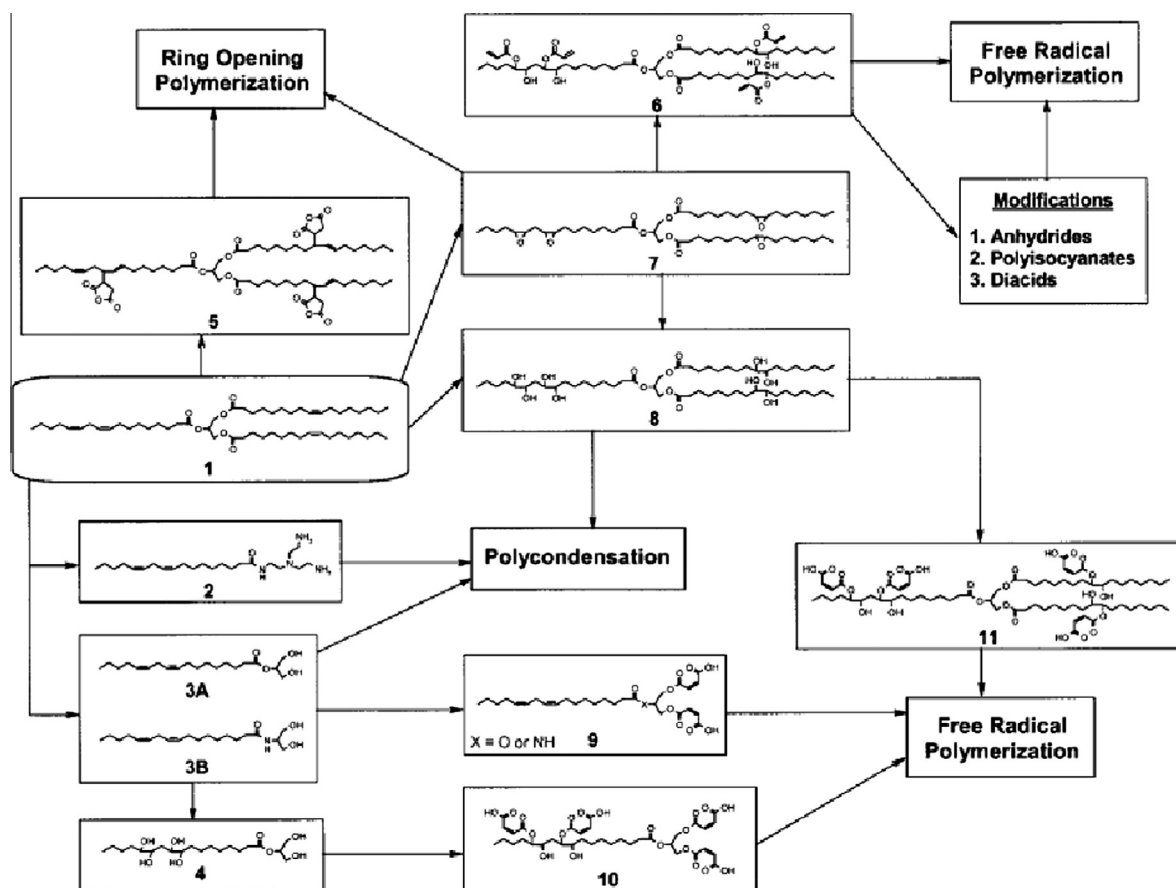 Ring Opening
Polymerization
6
Free Radical
Polymerization
Modifications
1. Anhydrides
2. Polyisocyanates
3. Diacids
5
7
8
1
2
Polycondensation
3A
3B
X = O or NH
9
11
Free Radical
Polymerization
4
10